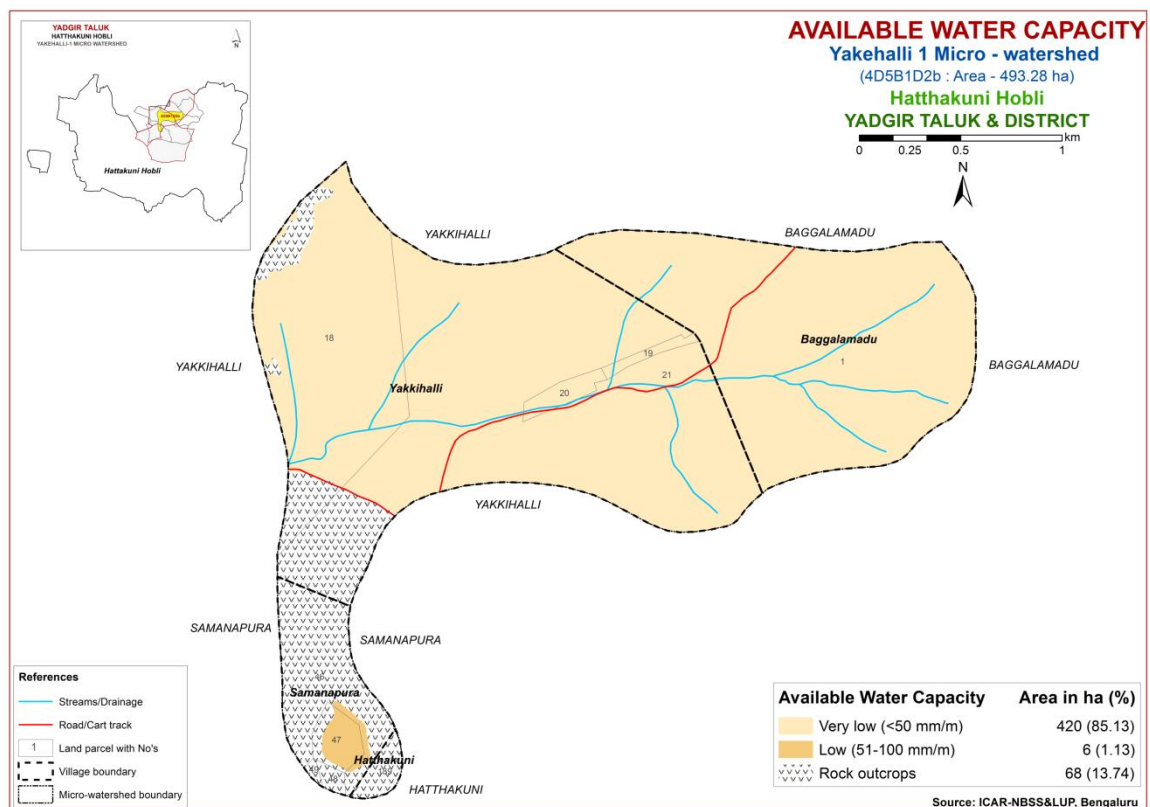 YADGIR TALUK
HATTHAKUNI HOBLI
YAKEHALLI-1 MICRO WATERSHED
N
Hattakuni Hobli
AVAILABLE WATER CAPACITY
Yakehalli 1 Micro - watershed
(4D5B1D2b : Area - 493.28 ha)
Hatthakuni Hobli
YADGIR TALUK & DISTRICT
km
0 0.25 0.5 1
N
YAKKIHALLI
BAGGALAMADU
18
19
Baggalamadu
YAKKIHALLI
1
BAGGALAMADU
21
Yakkihalli
20
YAKKIHALLI
SAMANAPURA
SAMANAPURA
46
Samanapura
47
Hatthakuni
49
48
HATTHAKUNI
References
Streams/Drainage
Road/Cart track
1 Land parcel with No's
Village boundary
Micro-watershed boundary
Available Water Capacity Area in ha (%)
Very low (<50 mm/m) 420 (85.13)
Low (51-100 mm/m) 6 (1.13)
Rock outcrops 68 (13.74)
Source: ICAR-NBSS&LUP, Bengaluru